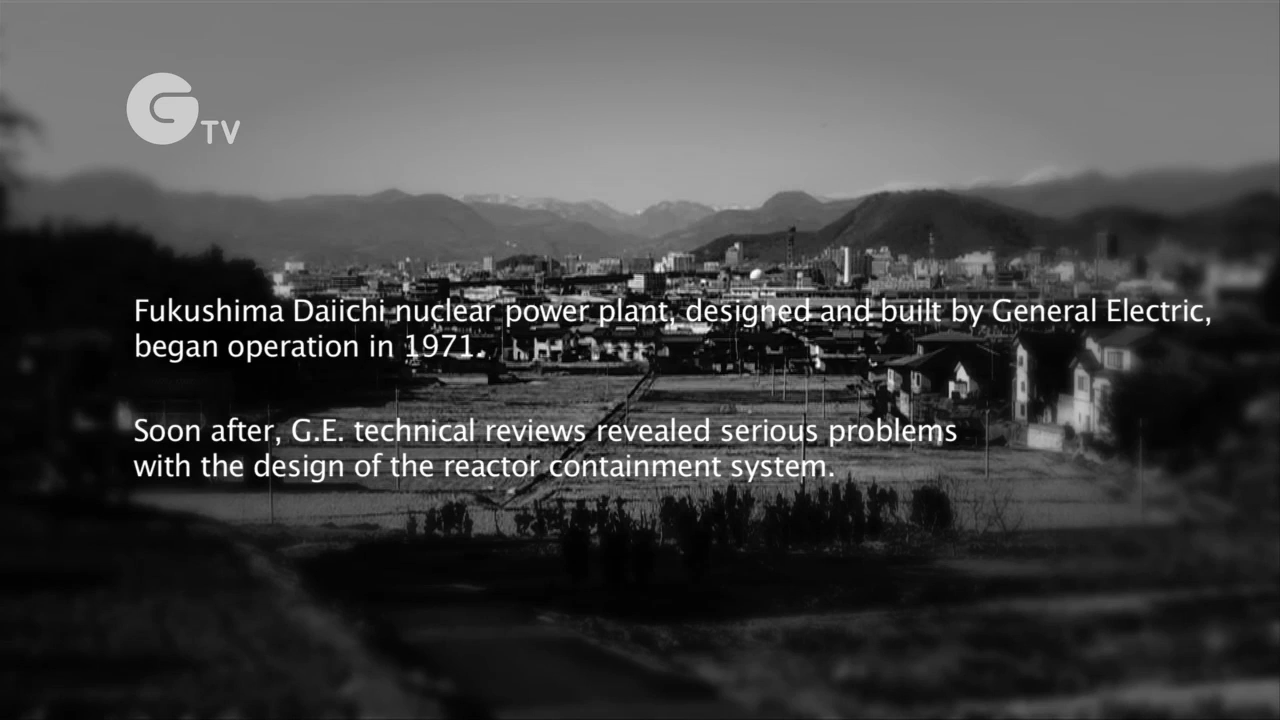 G TV
Fukushima Daiichi nuclear power plant, designed and built by General Electric,
began operation in 1971.
Soon after, G.E. technical reviews revealed serious problems
with the design of the reactor containment system.